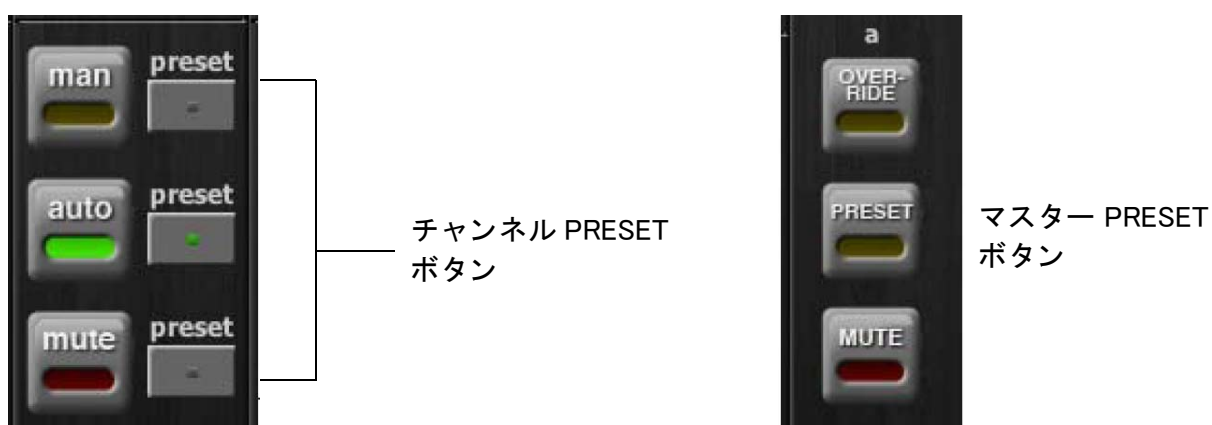 man
preset
auto
preset
mute
preset
チャンネル PRESET
ボタン
a
OVER-
RIDE
PRESET
MUTE
マスター PRESET
ボタン